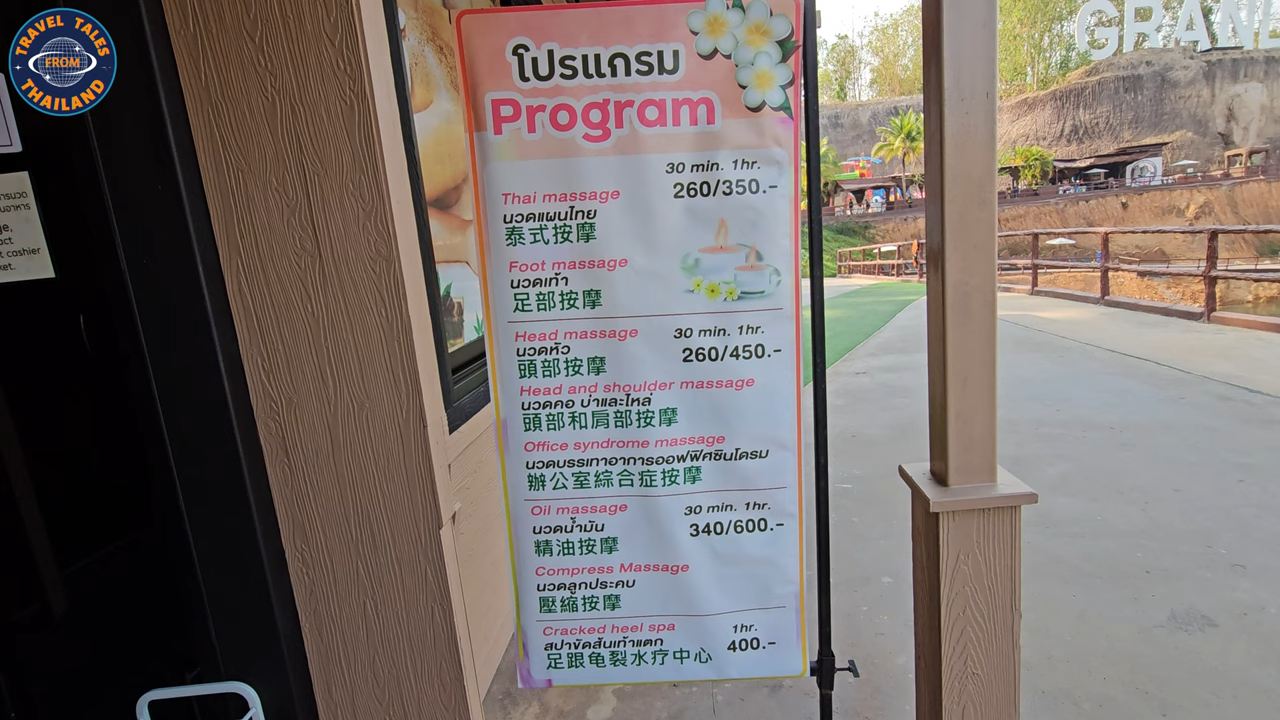 TRAVEL TALES
FROM
THAILAND
โปรแกรม
Program
30 min. 1hr.
Thai massage 260/350.-
นวดแผนไทย
泰式按摩
Foot massage
นวดเท้า
足部按摩
Head massage 30 min. 1hr.
นวดหัว 260/450.-
頭部按摩
Head and shoulder massage
นวดคอ บ่าและไหล่
頭部和肩部按摩
Office syndrome massage
นวดบรรเทาอาการออฟฟิศซินโดรม
辦公室綜合症按摩
Oil massage 30 min. 1hr.
นวดน้ำมัน 340/600.-
精油按摩
Compress Massage
นวดลูกประคบ
壓縮按摩
Cracked heel spa 1hr.
สปาขัดส้นเท้าแตก 400.-
足跟龟裂水疗中心
GRAND
cashier